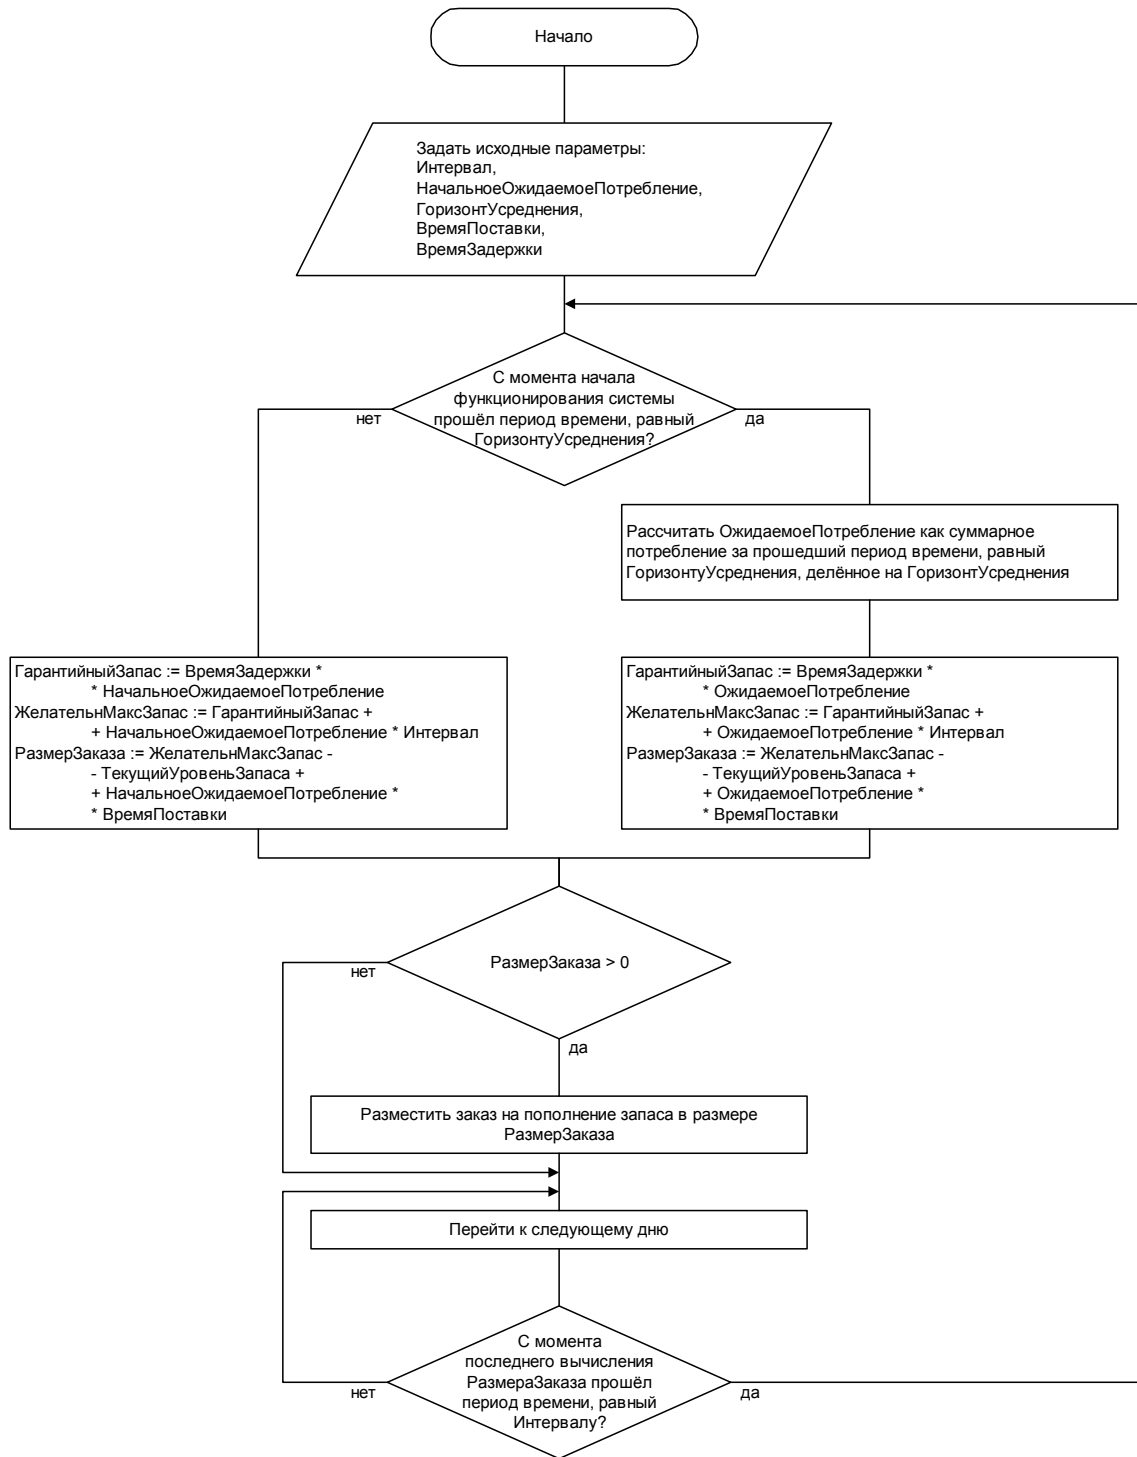 Начало
Задать исходные параметры:
Интервал,
НачальноеОжидаемоеПотребление,
ГоризонтУсреднения,
ВремяПоставки,
ВремяЗадержки
С момента начала
функционирования системы
прошёл период времени, равный
ГоризонтуУсреднения?
нет
да
Рассчитать ОжидаемоеПотребление как суммарное
потребление за прошедший период времени, равный
ГоризонтуУсреднения, делённое на ГоризонтУсреднения
ГарантийныйЗапас := ВремяЗадержки *
* НачальноеОжидаемоеПотребление
ЖелательнМаксЗапас := ГарантийныйЗапас +
+ НачальноеОжидаемоеПотребление * Интервал
РазмерЗаказа := ЖелательнМаксЗапас -
- ТекущийУровеньЗапаса +
+ НачальноеОжидаемоеПотребление *
* ВремяПоставки
ГарантийныйЗапас := ВремяЗадержки *
* ОжидаемоеПотребление
ЖелательнМаксЗапас := ГарантийныйЗапас +
+ ОжидаемоеПотребление * Интервал
РазмерЗаказа := ЖелательнМаксЗапас -
- ТекущийУровеньЗапаса +
+ ОжидаемоеПотребление *
* ВремяПоставки
РазмерЗаказа > 0
нет
да
Разместить заказ на пополнение запаса в размере
РазмерЗаказа
Перейти к следующему дню
С момента
последнего вычисления
РазмераЗаказа прошёл
период времени, равный
Интервалу?
нет
да